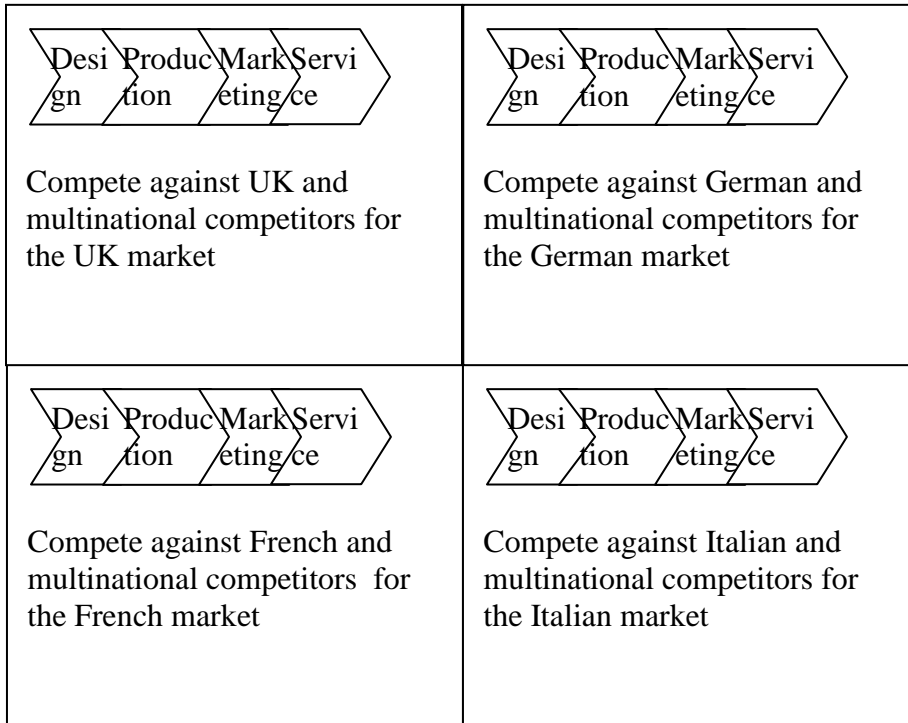 Desi Produc Mark Servi
gn tion eting ce
Compete against UK and
multinational competitors for
the UK market
Desi Produc Mark Servi
gn tion eting ce
Compete against German and
multinational competitors for
the German market
Desi Produc Mark Servi
gn tion eting ce
Compete against French and
multinational competitors  for
the French market
Desi Produc Mark Servi
gn tion eting ce
Compete against Italian and
multinational competitors for
the Italian market